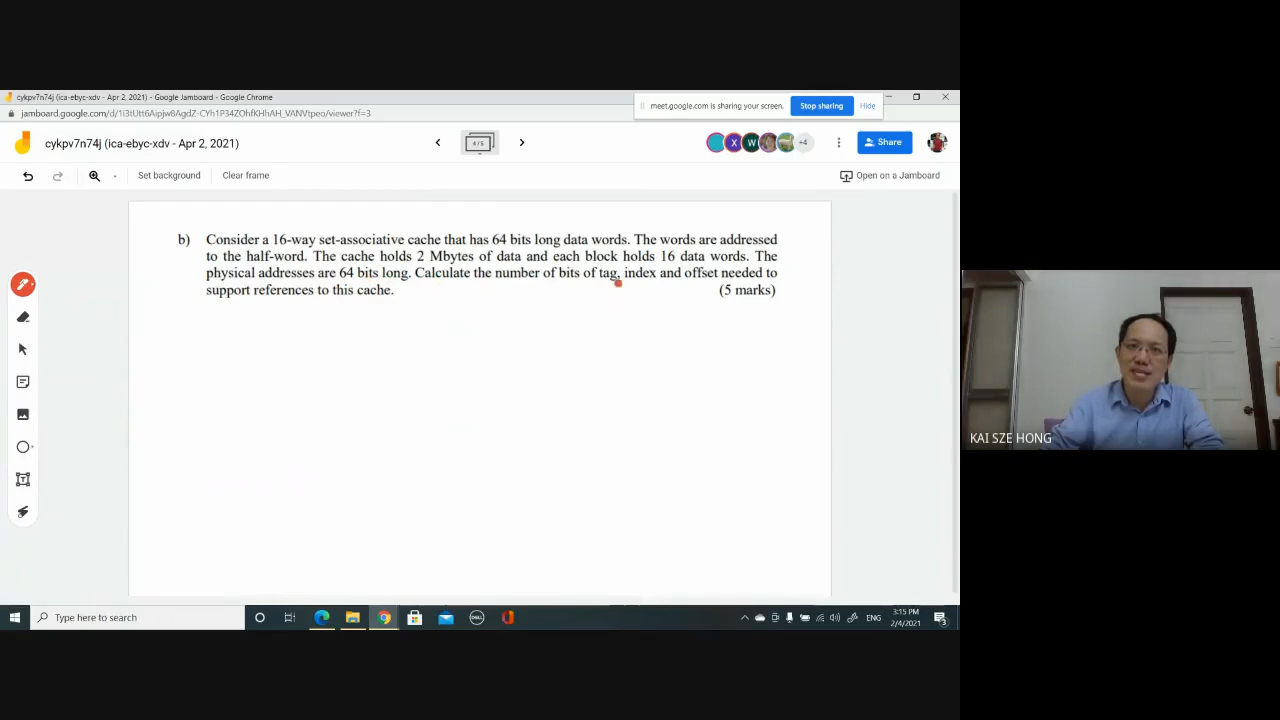 cykpv7n74j (ica-ebyc-xdv - Apr 2, 2021) - Google Jamboard - Google Chrome
meet.google.com is sharing your screen.
Stop sharing
Hide
cykpv7n74j (ica-ebyc-xdv - Apr 2, 2021)
4 / 5
X
W
+4
Share
Set background
Clear frame
Open on a Jamboard
b) Consider a 16-way set-associative cache that has 64 bits long data words. The words are addressed
to the half-word. The cache holds 2 Mbytes of data and each block holds 16 data words. The
physical addresses are 64 bits long. Calculate the number of bits of tag, index and offset needed to
support references to this cache. (5 marks)
KAI SZE HONG
Type here to search
DELL
ENG
3:15 PM
2/4/2021
3